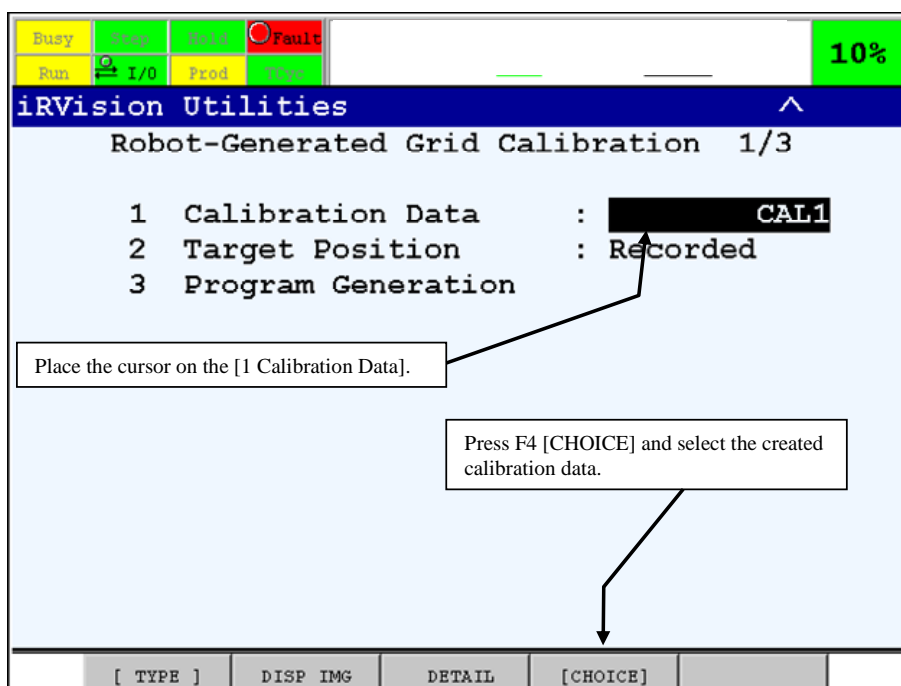 Busy Step Hold Fault
Run I/O Prod TCyc
10%
iRVision Utilities
Robot-Generated Grid Calibration 1/3
1 Calibration Data : CAL1
2 Target Position : Recorded
3 Program Generation
Place the cursor on the [1 Calibration Data].
Press F4 [CHOICE] and select the created
calibration data.
[ TYPE ] DISP IMG DETAIL [CHOICE]